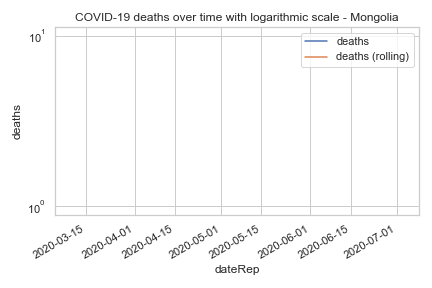 COVID-19 deaths over time with logarithmic scale - Mongolia
10¹
deaths
deaths (rolling)
deaths
10⁰
2020-03-15
2020-04-01
2020-04-15
2020-05-01
2020-05-15
2020-06-01
2020-06-15
2020-07-01
dateRep